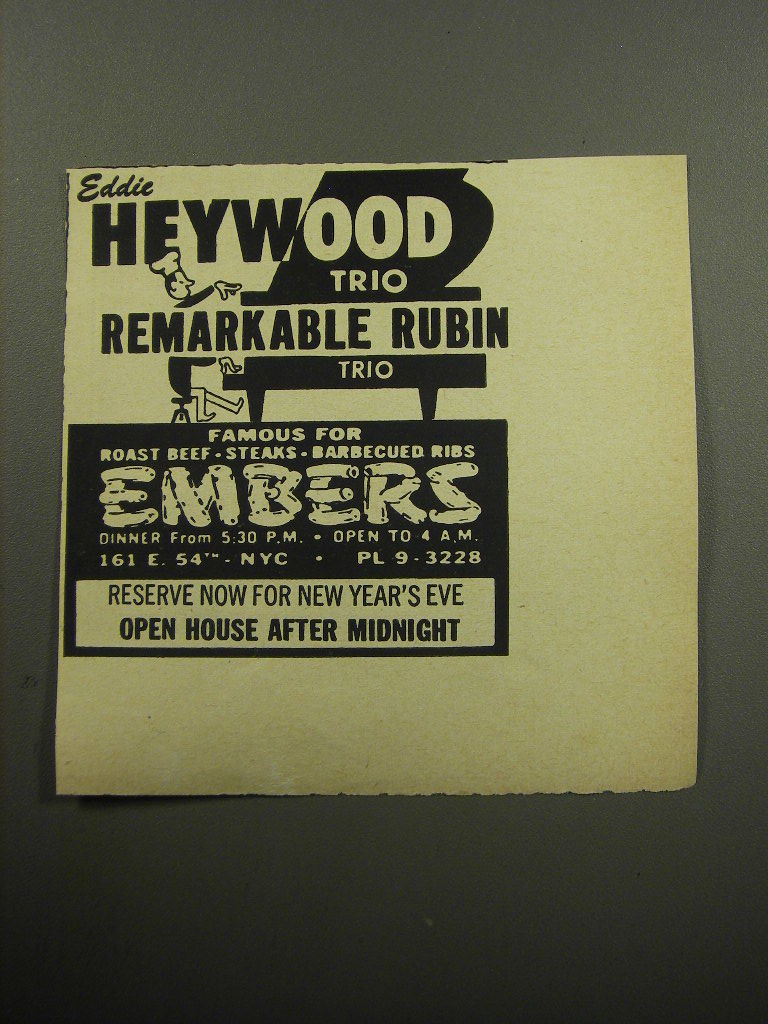 Eddie
HEYWOOD
TRIO
REMARKABLE RUBIN
TRIO
FAMOUS FOR
ROAST BEEF · STEAKS · BARBECUED RIBS
EMBERS
DINNER From 5:30 P.M. • OPEN TO 4 A.M.
161 E. 54TH - NYC • PL 9-3228
RESERVE NOW FOR NEW YEAR'S EVE
OPEN HOUSE AFTER MIDNIGHT